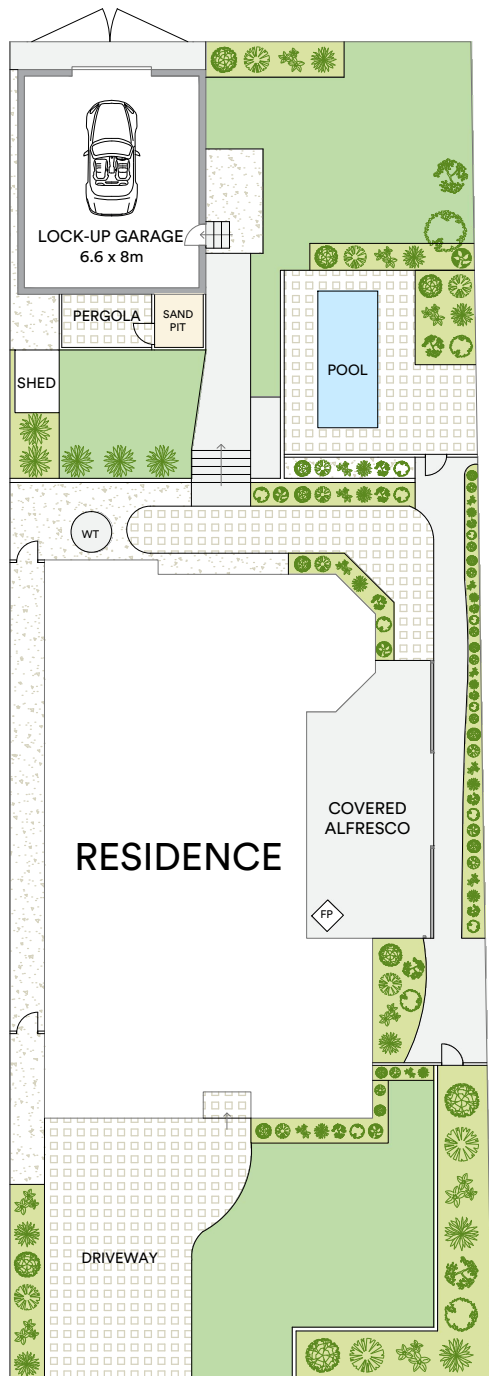 LOCK-UP GARAGE
6.6 x 8m
PERGOLA
SAND
PIT
SHED
POOL
WT
COVERED
ALFRESCO
RESIDENCE
FP
DRIVEWAY